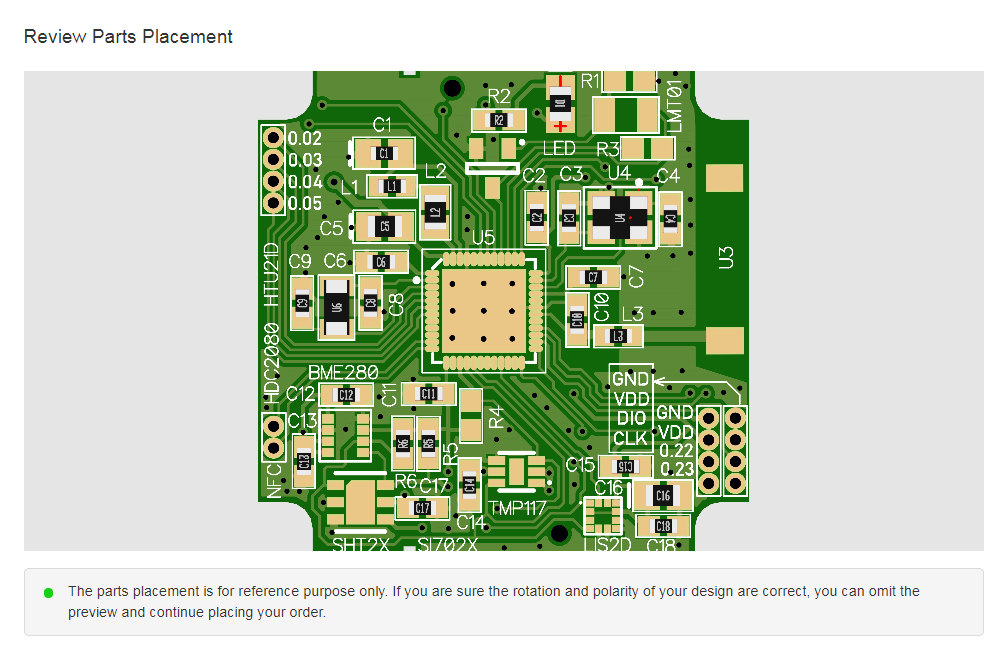 Review Parts Placement
R1
LMT01
R2
R2
LED
R3
0.02
0.03
0.04
0.05
C1
C1
L1
L1
L2
L2
C5
C2
C2
C3
C3
U4
U4
C4
U5
U3
HTU21D
C9
C9
C6
C6
U6
C8
C8
C7
C7
C10
C10
L3
L3
HDC2080
BME280
C12
C12
C11
C11
R4
GND
VDD
DIO
CLK
GND
VDD
0.22
0.23
C13
C13
NFC
R6
R5
R5
R6
C17
C17
C14
C14
TMP117
C15
C15
C16
C16
LIS2D
C18
C18
SHT2X
SI702X
The parts placement is for reference purpose only. If you are sure the rotation and polarity of your design are correct, you can omit the
preview and continue placing your order.